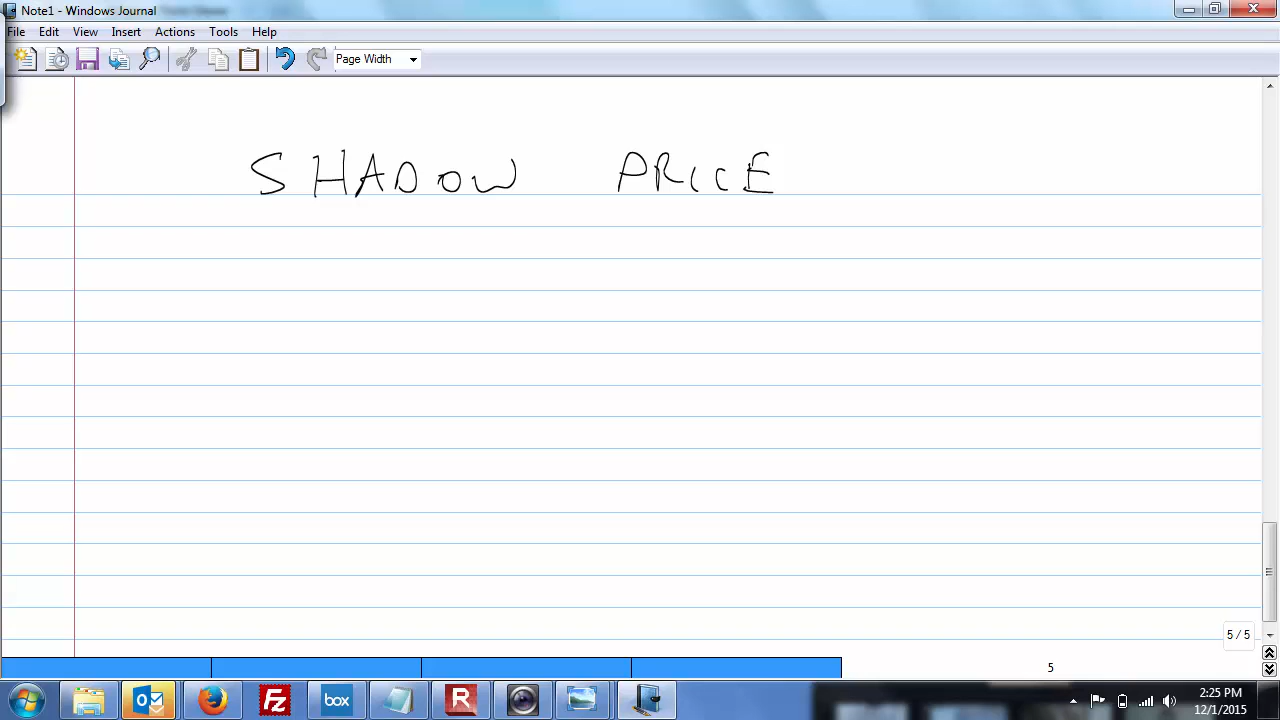 Note1 - Windows Journal
File Edit View Insert Actions Tools Help
Page Width
SHADOW PRICE
5 / 5
5
box
R
2:25 PM
12/1/2015